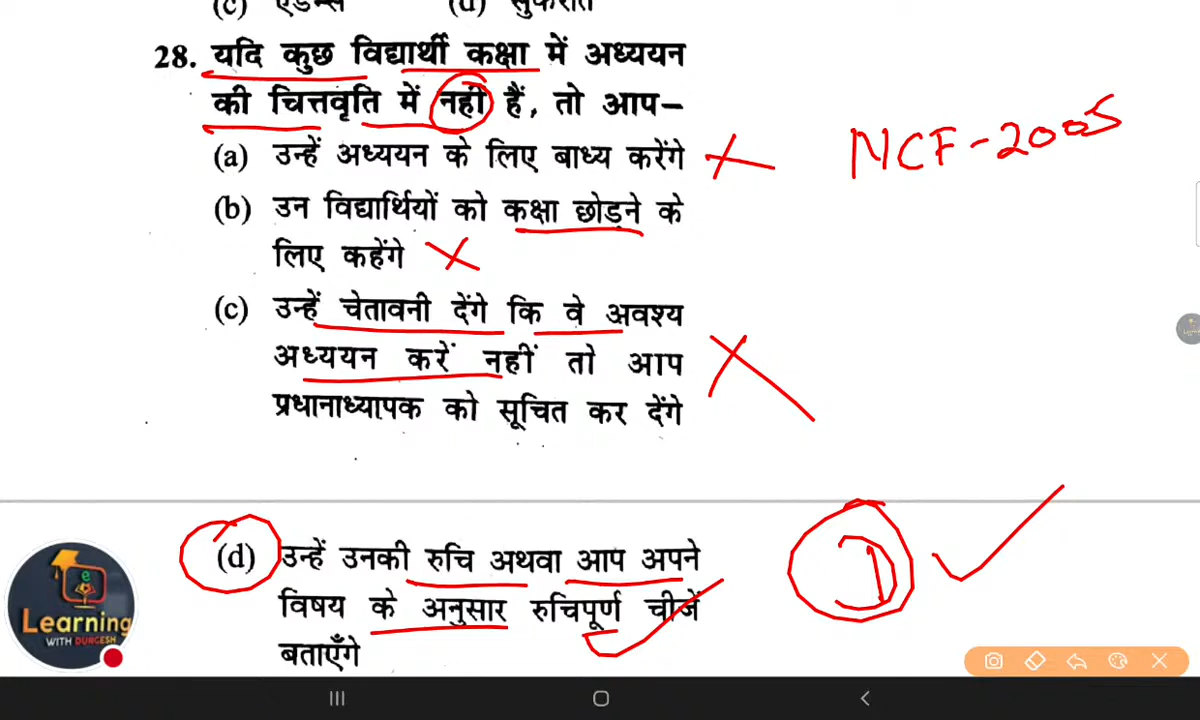 (c) एडम्स (d) सुकरात
28. यदि कुछ विद्यार्थी कक्षा में अध्ययन
की चित्तवृति में नहीं हैं, तो आप–
(a) उन्हें अध्ययन के लिए बाध्य करेंगे
NCF-2005
(b) उन विद्यार्थियों को कक्षा छोड़ने के
लिए कहेंगे
(c) उन्हें चेतावनी देंगे कि वे अवश्य
अध्ययन करें नहीं तो आप
प्रधानाध्यापक को सूचित कर देंगे
(d) उन्हें उनकी रुचि अथवा आप अपने
विषय के अनुसार रुचिपूर्ण चीजें
बताएँगे
D
e
Learning
WITH DURGESH